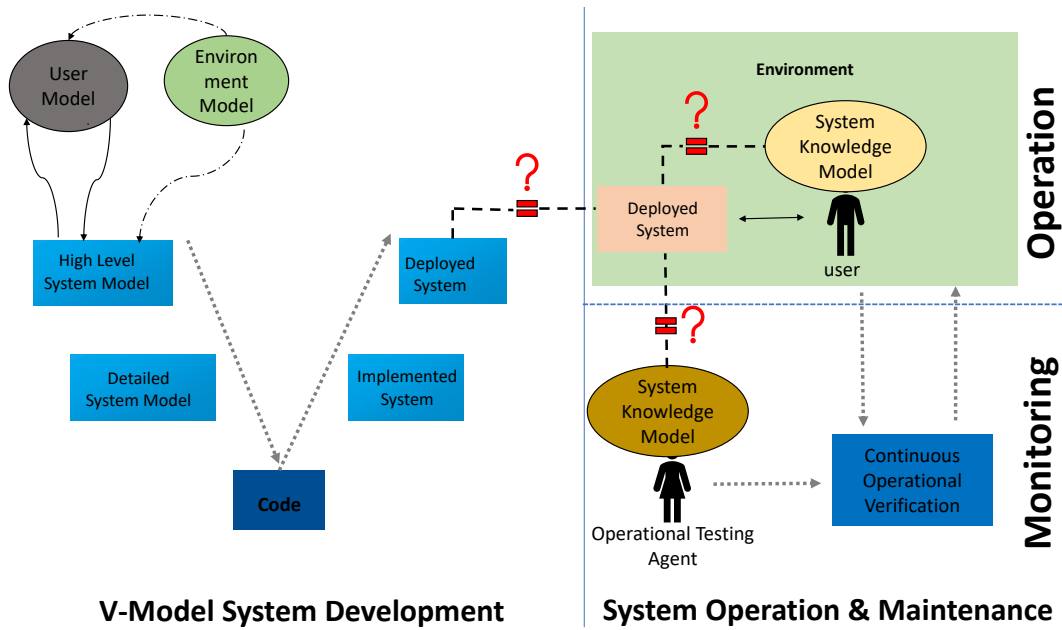 User
Model
Environ
ment
Model
High Level
System Model
Detailed
System Model
Code
Implemented
System
Deployed
System
?
V-Model System Development
Environment
?
System
Knowledge
Model
Deployed
System
user
Operation
?
System
Knowledge
Model
Operational Testing
Agent
Continuous
Operational
Verification
Monitoring
System Operation & Maintenance